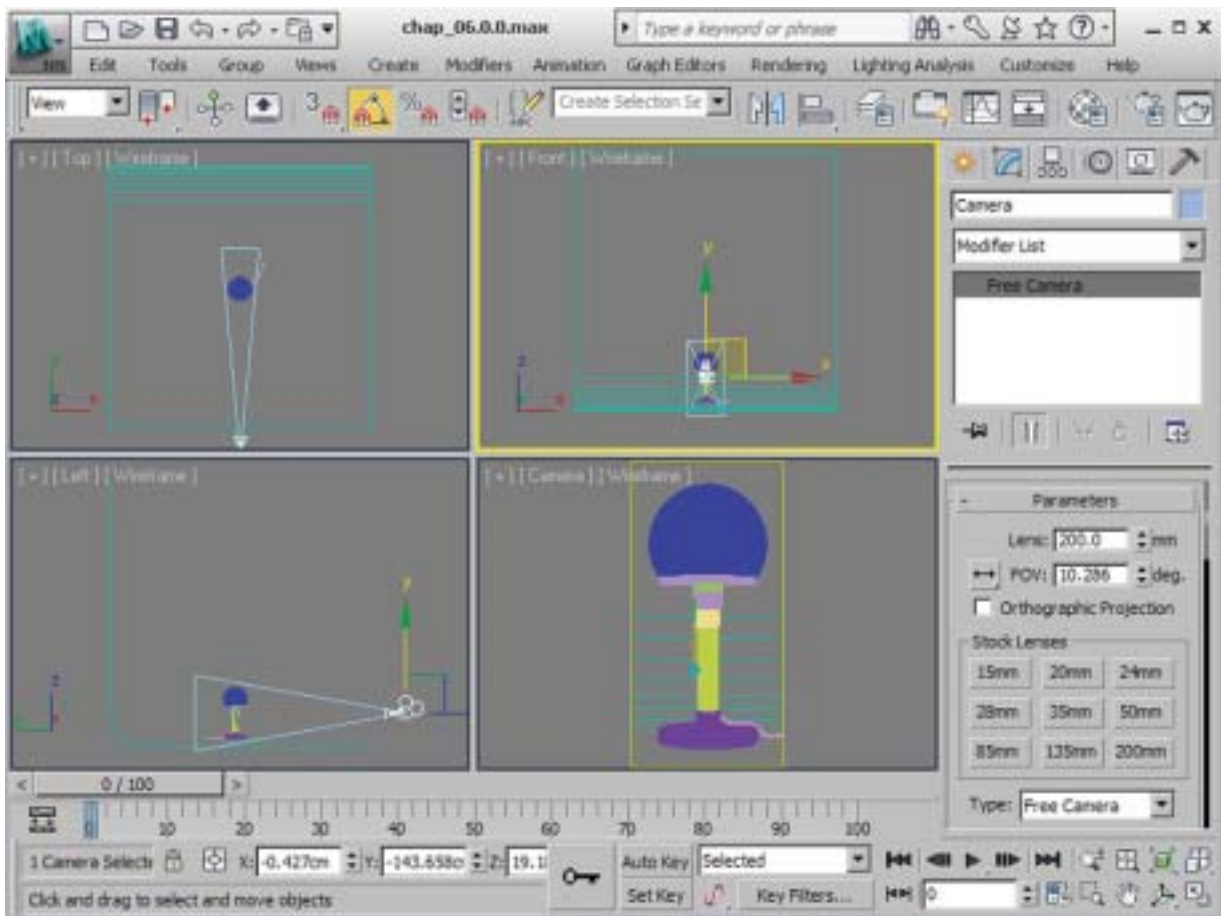 chap_06.0.0.max
Type a keyword or phrase
Edit Tools Group Views Create Modifiers Animation Graph Editors Rendering Lighting Analysis Customize Help
View
3
%
Create Selection Se
[ + ] [ Top ] [ Wireframe ]
[ + ] [ Front ] [ Wireframe ]
Camera
Modifier List
Free Camera
y
x
z
[ + ] [ Left ] [ Wireframe ]
[ + ] [ Camera ] [ Wireframe ]
- Parameters
Lens: 200.0 mm
FOV: 10.286 deg.
Orthographic Projection
Stock Lenses
15mm 20mm 24mm
28mm 35mm 50mm
85mm 135mm 200mm
Type: Free Camera
< 0 / 100 >
0 10 20 30 40 50 60 70 80 90 100
1 Camera Selecte X: -0.427cm Y: -143.658c Z: 19.1
Auto Key Selected
Click and drag to select and move objects
Set Key Key Filters... 0